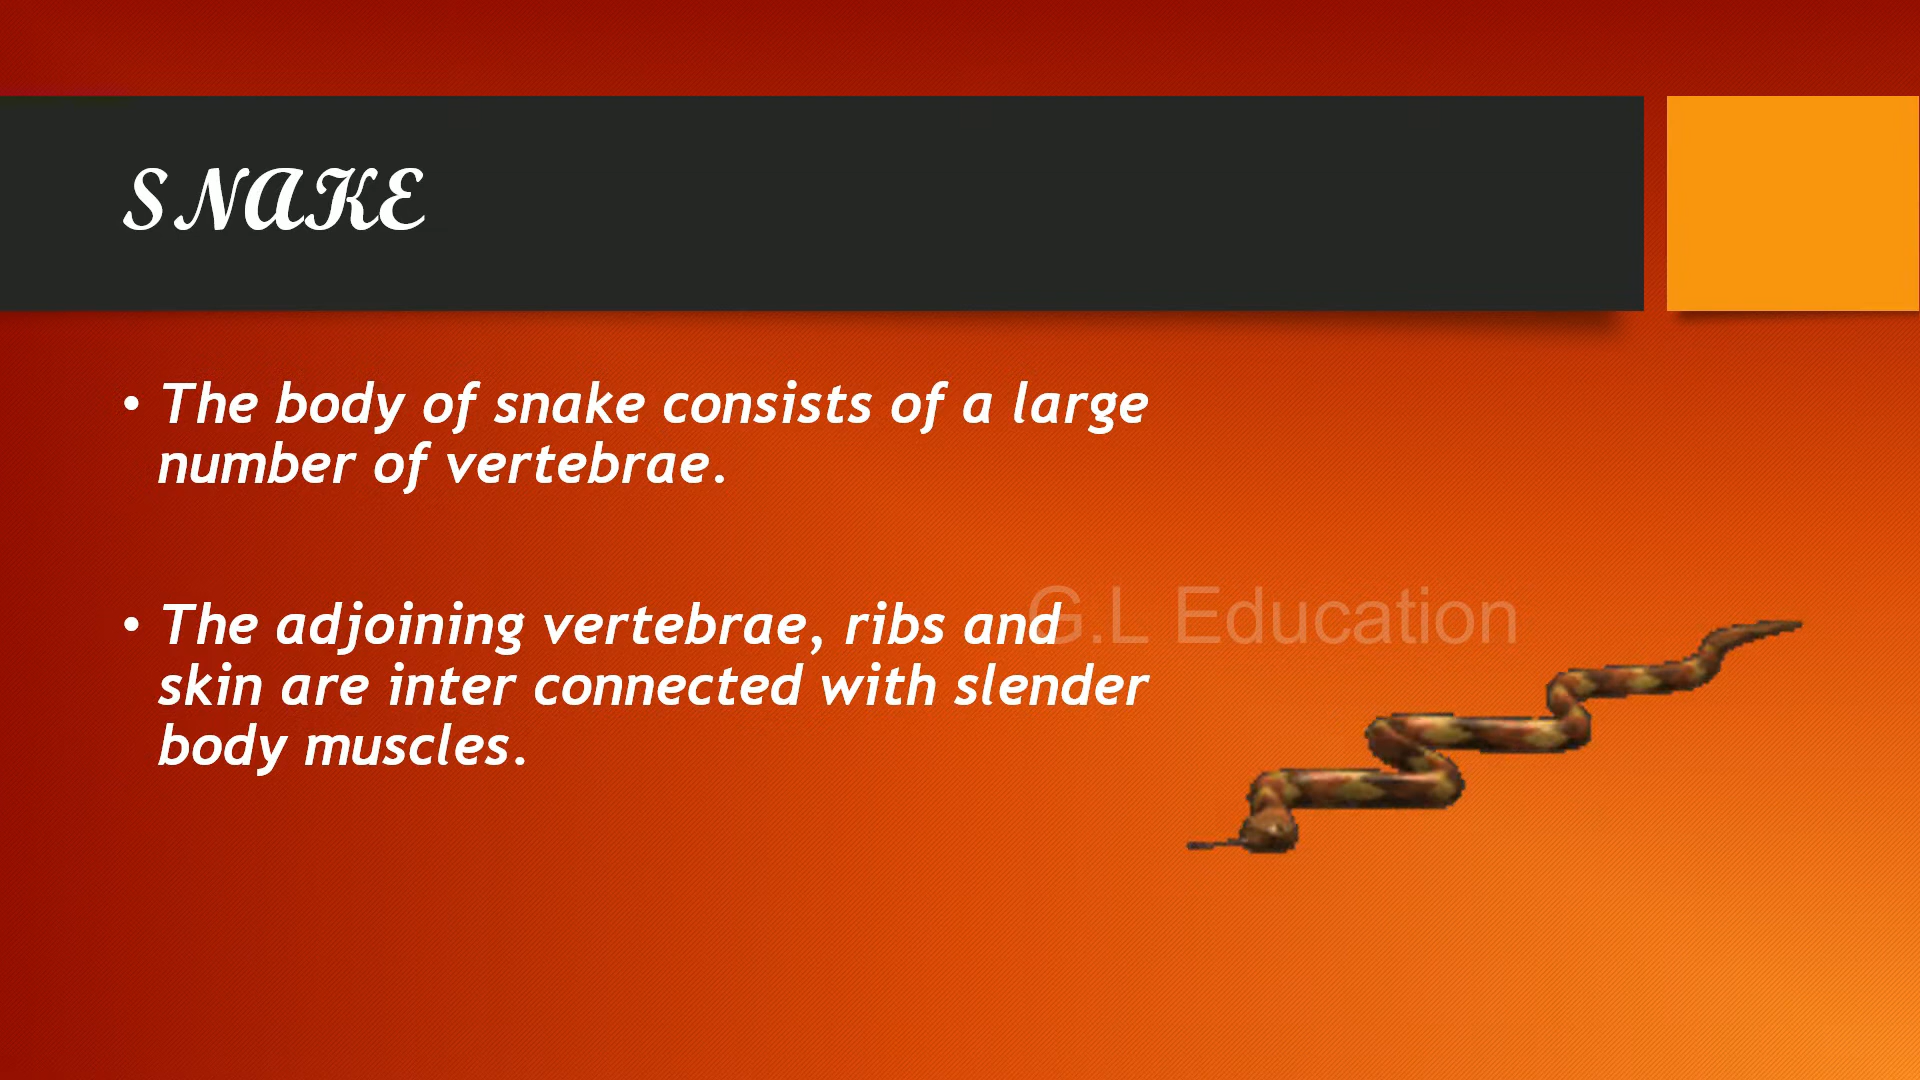 SNAKE
• The body of snake consists of a large
number of vertebrae.
• The adjoining vertebrae, ribs and
skin are inter connected with slender
body muscles.
G.L Education